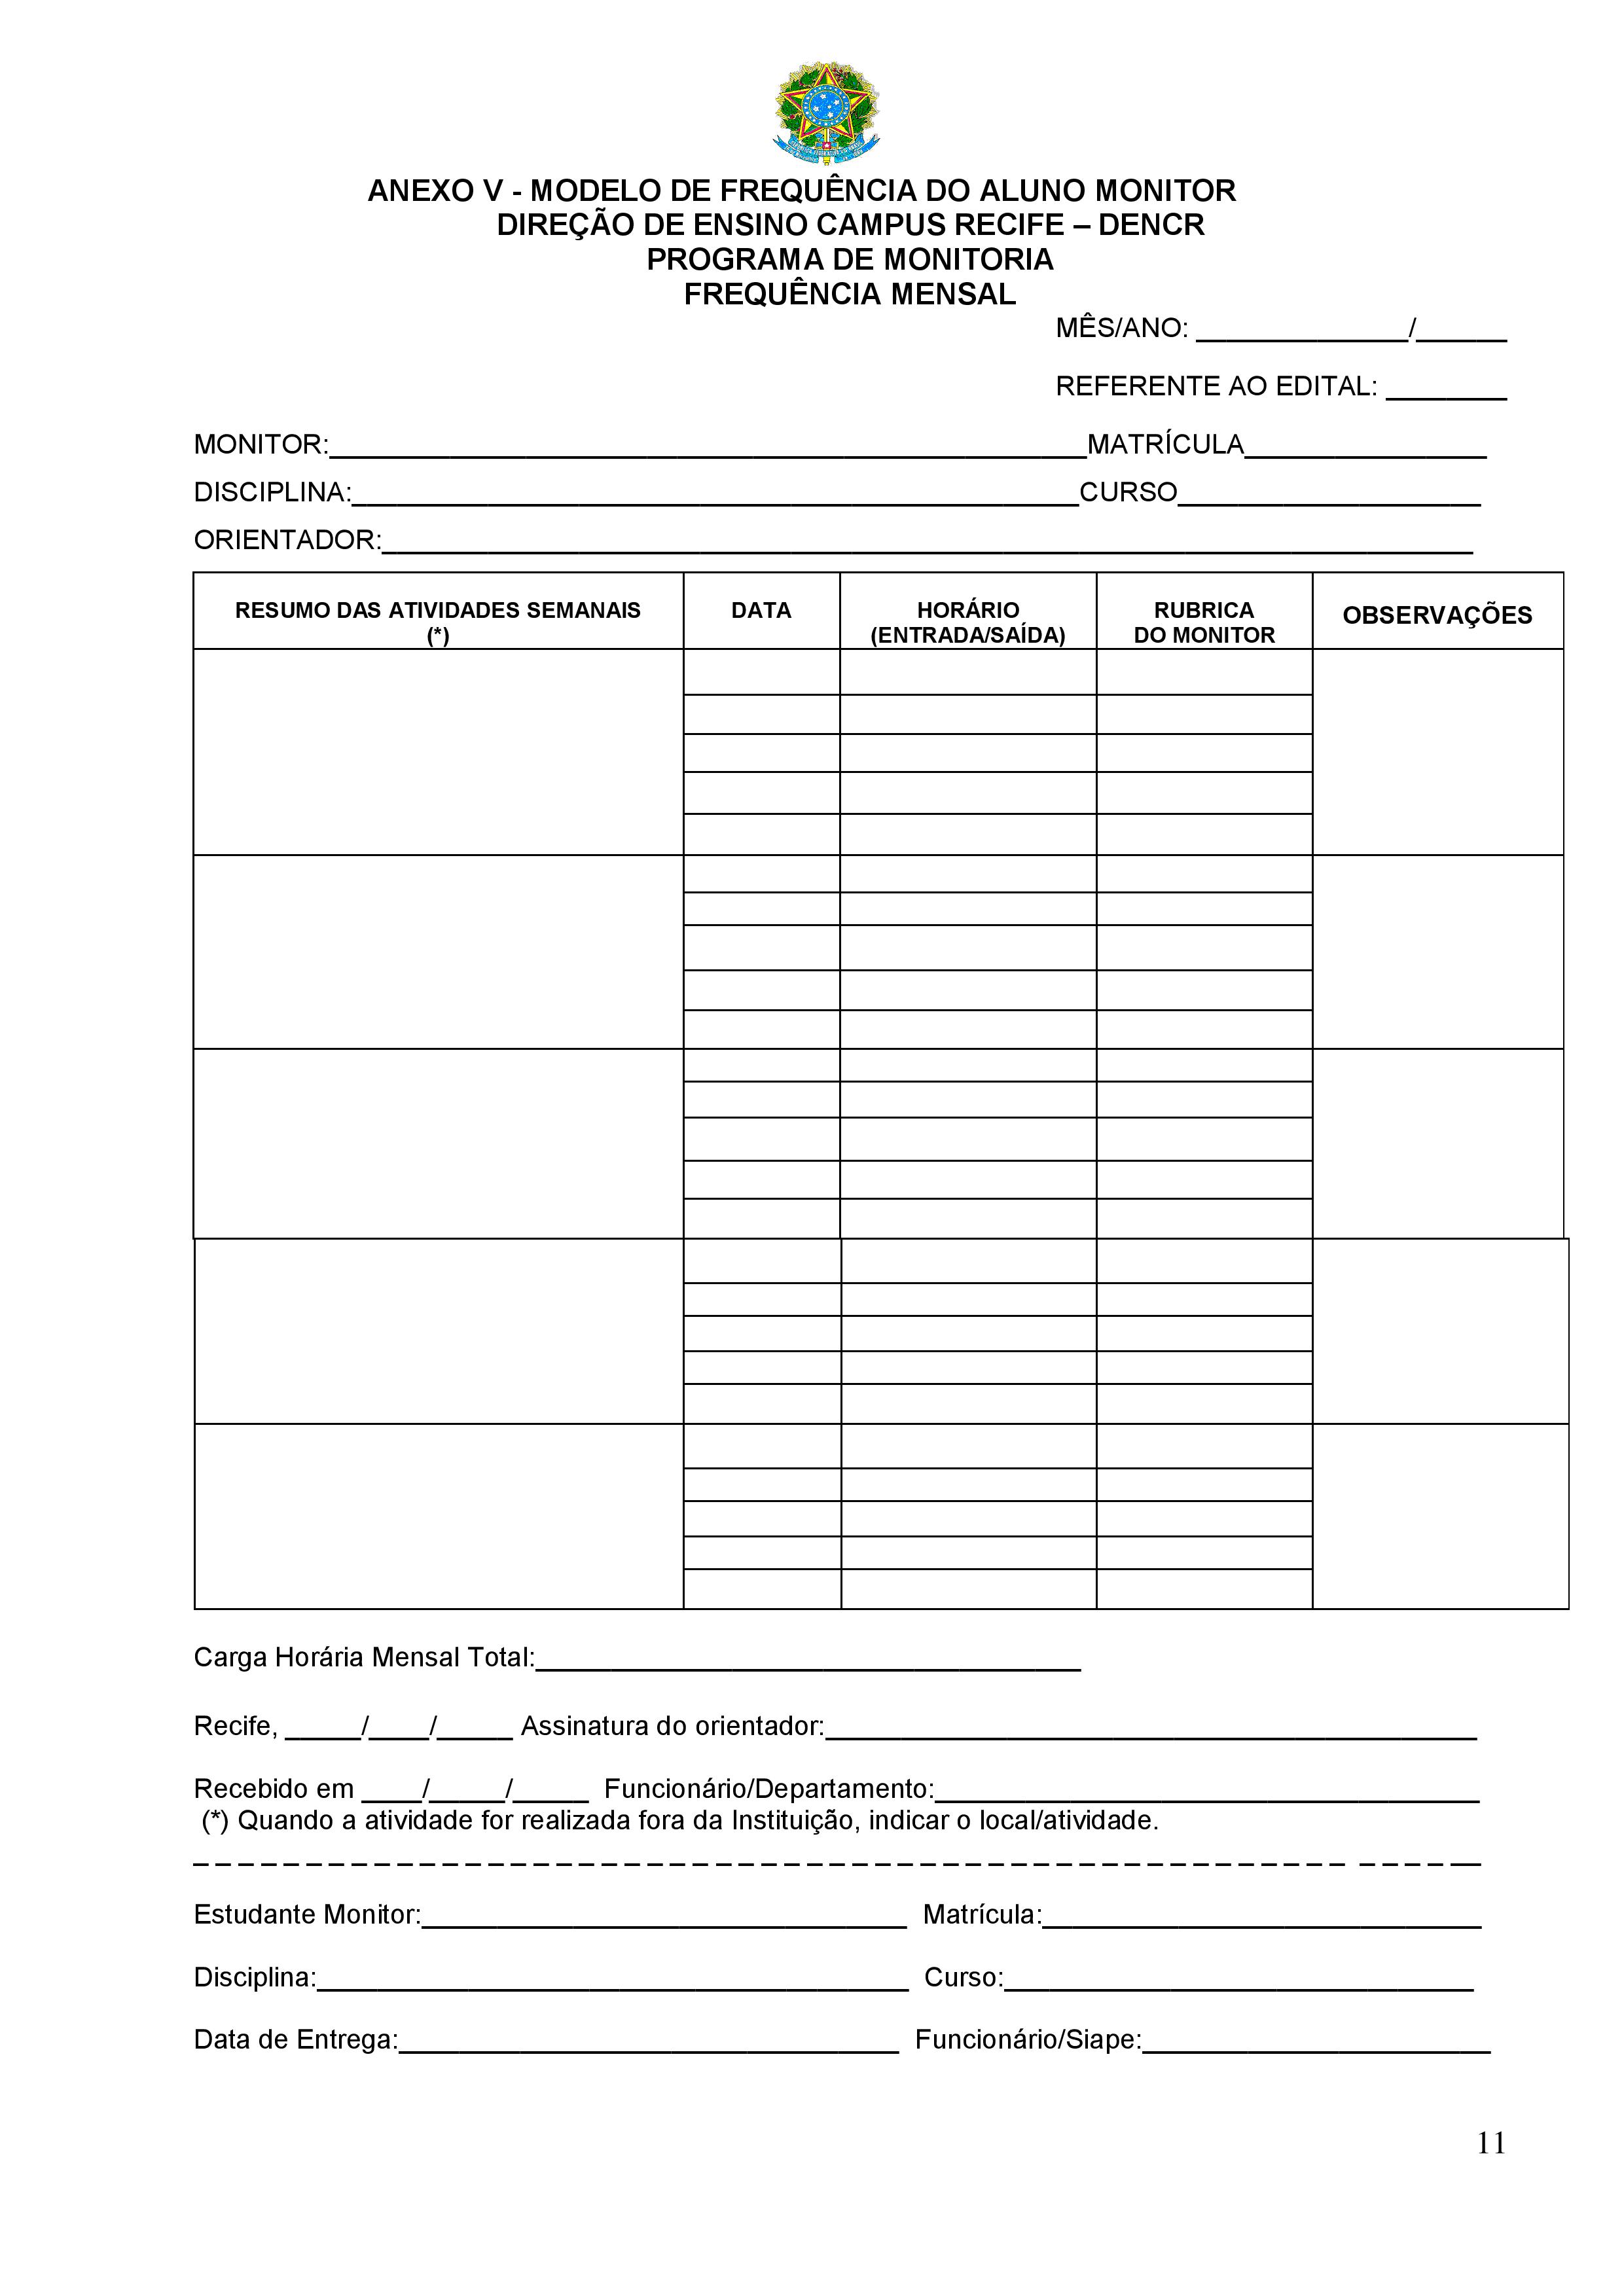 ANEXO V - MODELO DE FREQUÊNCIA DO ALUNO MONITOR
DIREÇÃO DE ENSINO CAMPUS RECIFE – DENCR
PROGRAMA DE MONITORIA
FREQUÊNCIA MENSAL
MÊS/ANO: ______________/______
REFERENTE AO EDITAL: ________
MONITOR:__________________________________________________MATRÍCULA________________
DISCIPLINA:________________________________________________CURSO____________________
ORIENTADOR:________________________________________________________________________
RESUMO DAS ATIVIDADES SEMANAIS (*) DATA HORÁRIO (ENTRADA/SAÍDA) RUBRICA DO MONITOR OBSERVAÇÕES
Carga Horária Mensal Total:____________________________________
Recife, _____/____/_____ Assinatura do orientador:___________________________________________
Recebido em ____/_____/_____ Funcionário/Departamento:____________________________________
(*) Quando a atividade for realizada fora da Instituição, indicar o local/atividade.
Estudante Monitor:________________________________ Matrícula:_____________________________
Disciplina:_______________________________________ Curso:_______________________________
Data de Entrega:_________________________________ Funcionário/Siape:_______________________
11